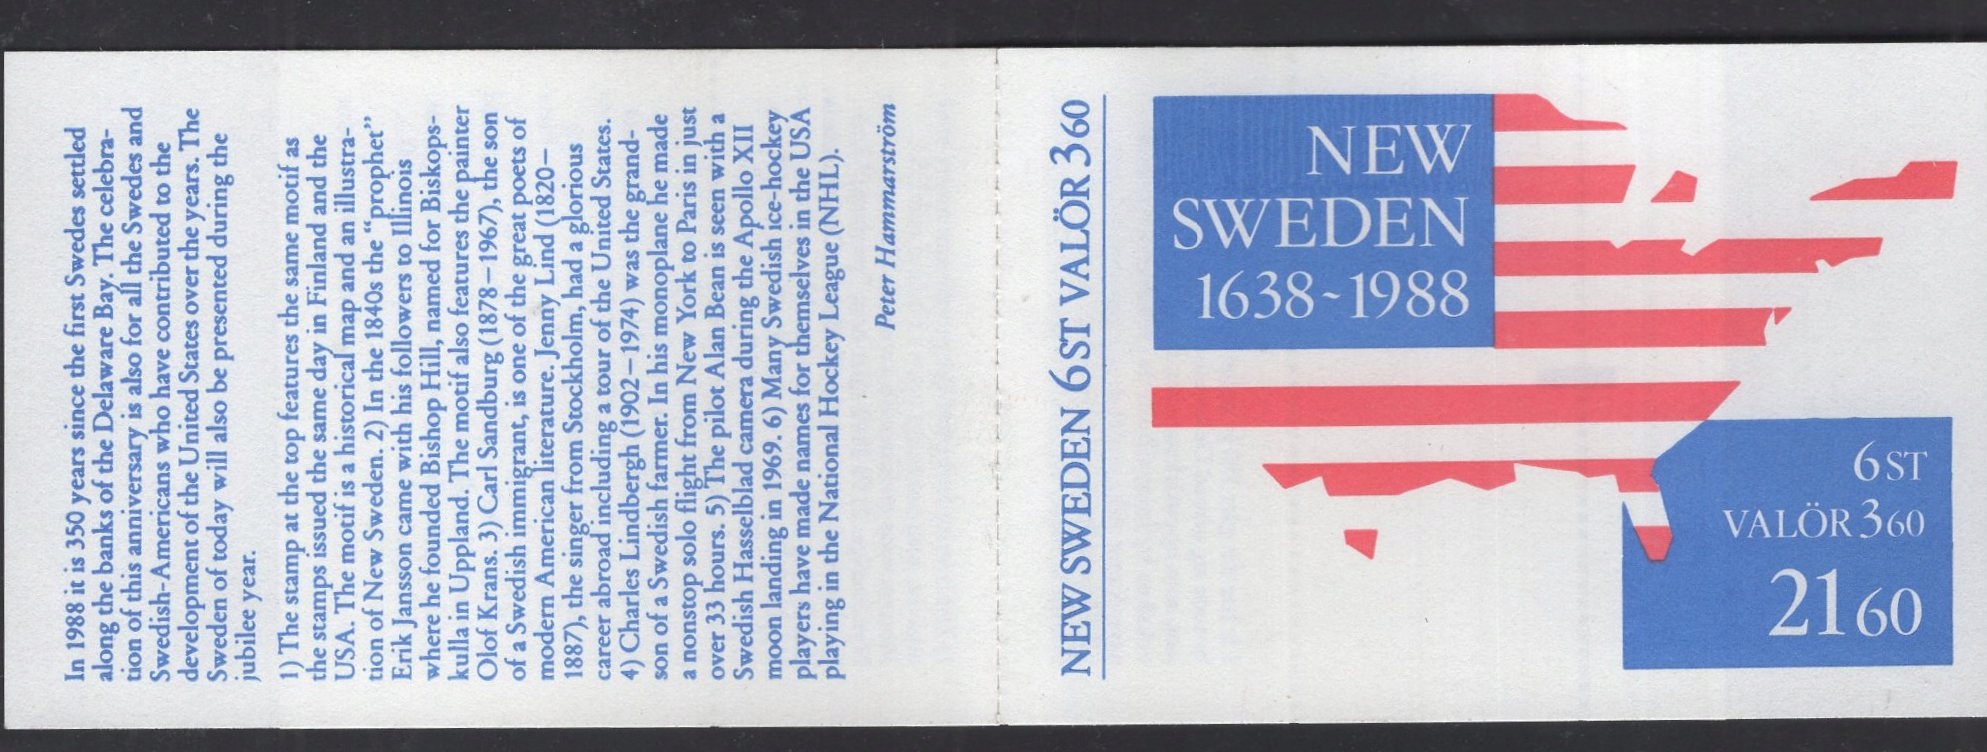 In 1988 it is 350 years since the first Swedes settled
along the banks of the Delaware Bay. The celebra-
tion of this anniversary is also for all the Swedes and
Swedish-Americans who have contributed to the
development of the United States over the years. The
Sweden of today will also be presented during the
jubilee year.
1) The stamp at the top features the same motif as
the stamps issued the same day in Finland and the
USA. The motif is a historical map and an illustra-
tion of New Sweden. 2) In the 1840s the “prophet”
Erik Jansson came with his followers to Illinois
where he founded Bishop Hill, named for Biskops-
kulla in Uppland. The motif also features the painter
Olof Krans. 3) Carl Sandburg (1878–1967), the son
of a Swedish immigrant, is one of the great poets of
modern American literature. Jenny Lind (1820–
1887), the singer from Stockholm, had a glorious
career abroad including a tour of the United States.
4) Charles Lindbergh (1902–1974) was the grand-
son of a Swedish farmer. In his monoplane he made
a nonstop solo flight from New York to Paris in just
over 33 hours. 5) The pilot Alan Bean is seen with a
Swedish Hasselblad camera during the Apollo XII
moon landing in 1969. 6) Many Swedish ice-hockey
players have made names for themselves in the USA
playing in the National Hockey League (NHL).
Peter Hammarström
NEW SWEDEN 6 ST VALÖR 3 60
NEW
SWEDEN
1638-1988
6 ST
VALÖR 3 60
21 60